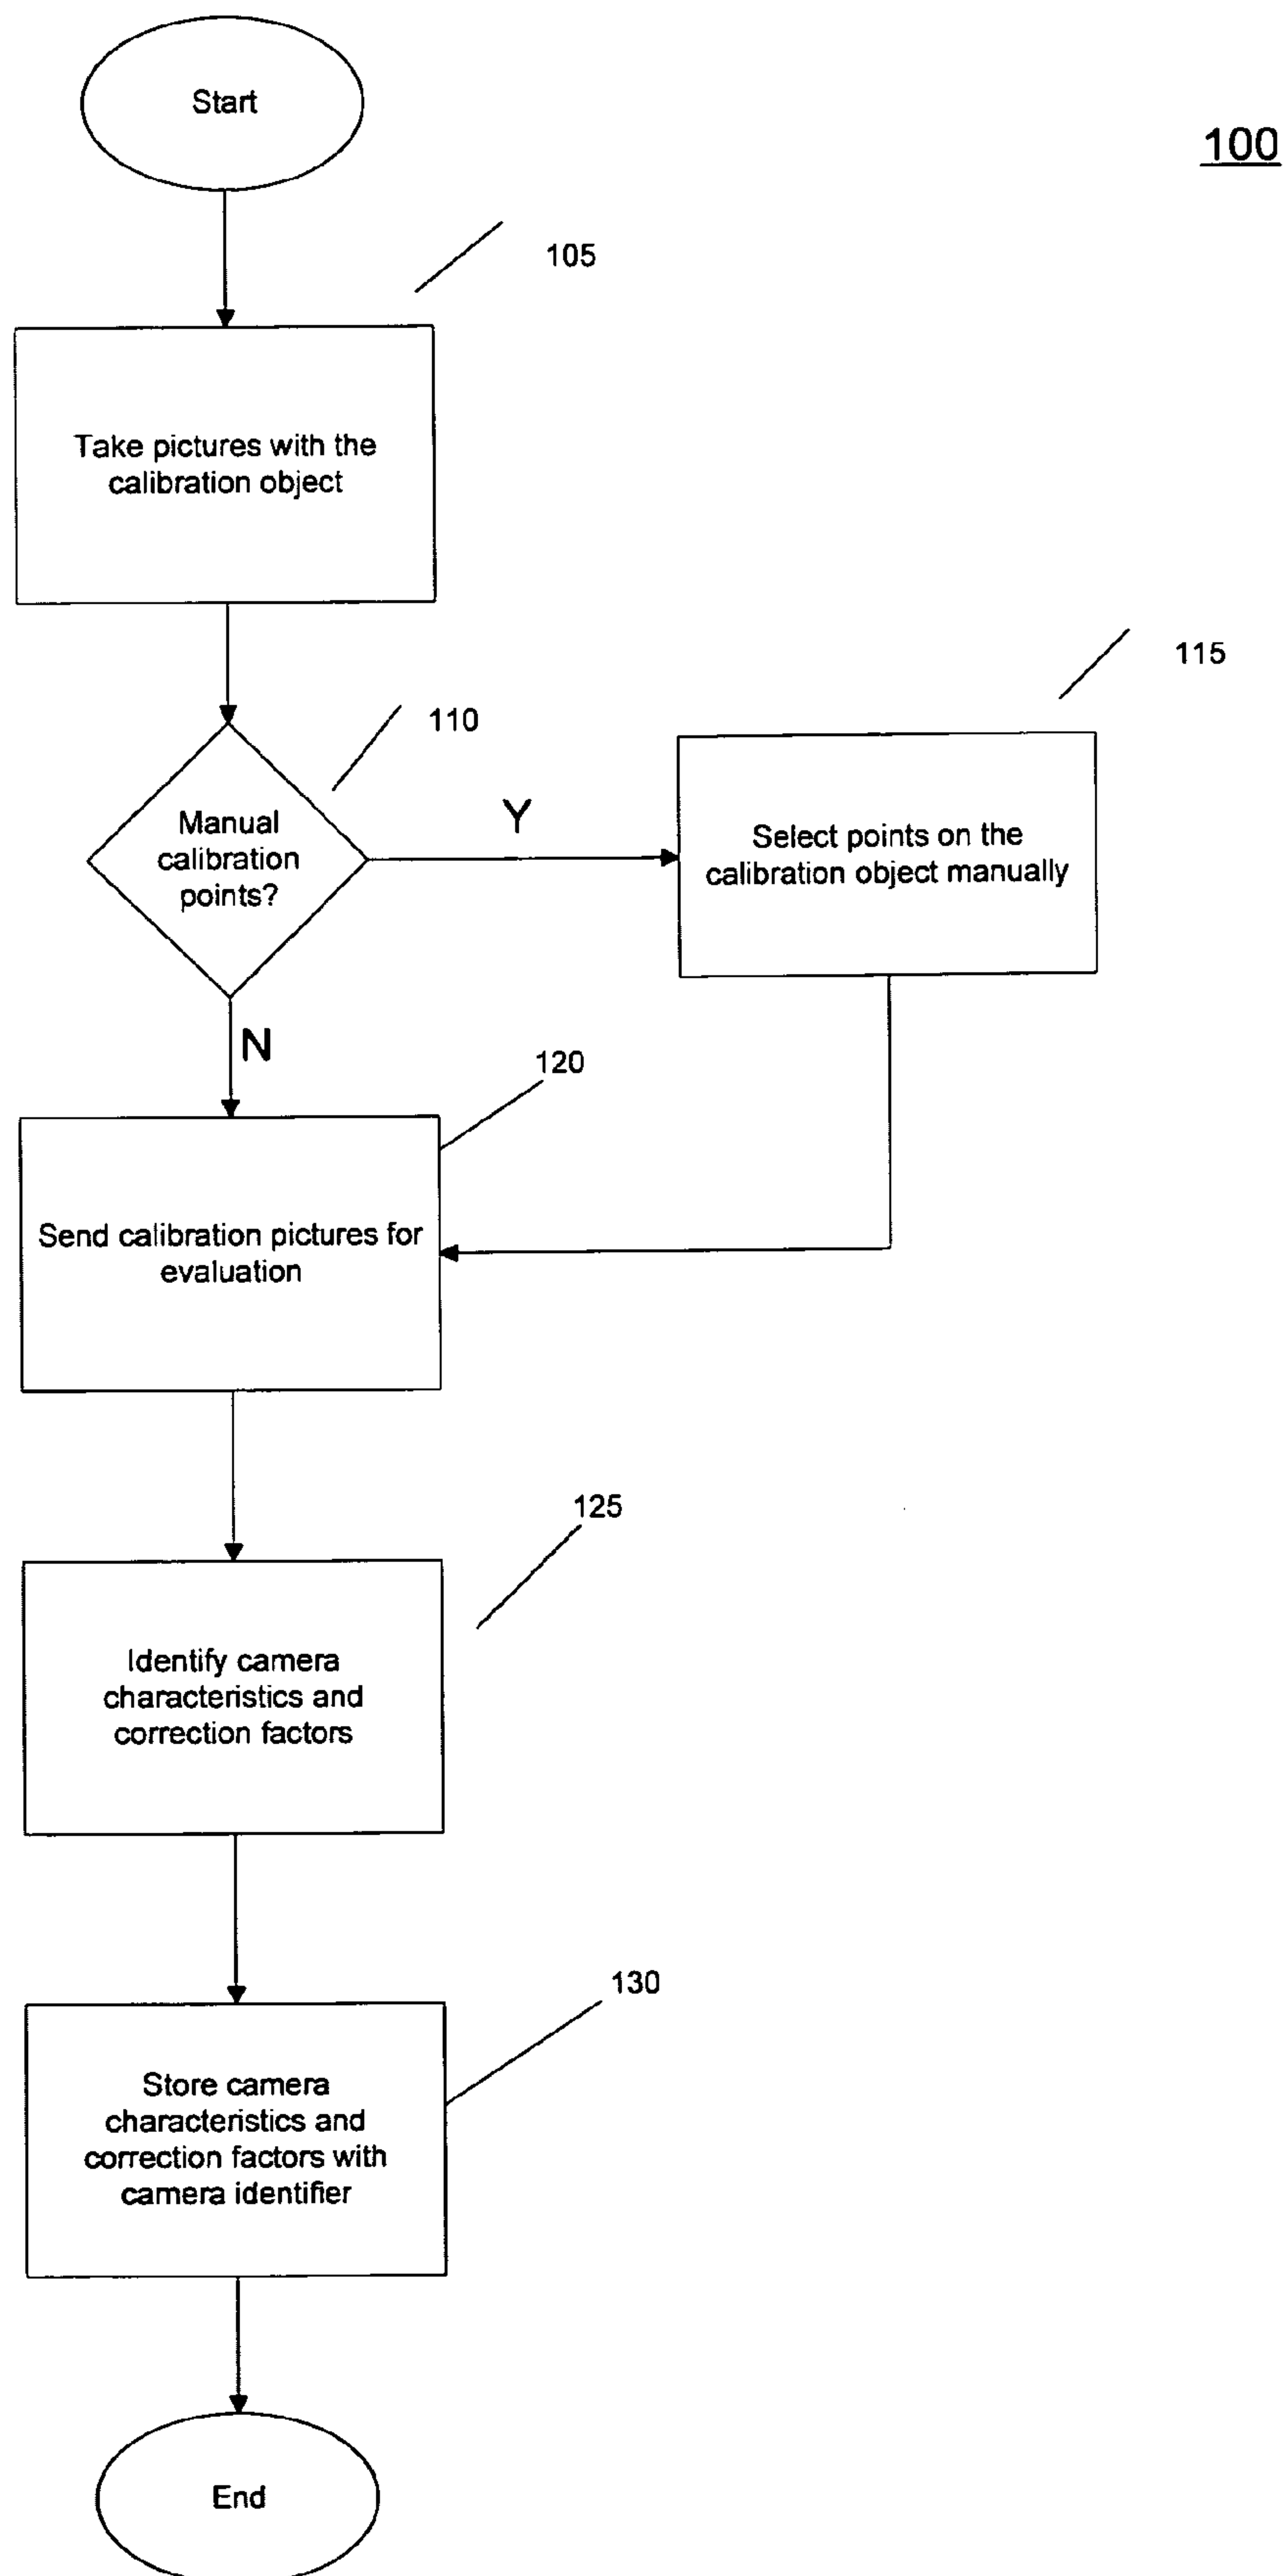 Start
100
105
Take pictures with the
calibration object
110
115
Manual
calibration
points?
Y
Select points on the
calibration object manually
N
120
Send calibration pictures for
evaluation
125
Identify camera
characteristics and
correction factors
130
Store camera
characteristics and
correction factors with
camera identifier
End